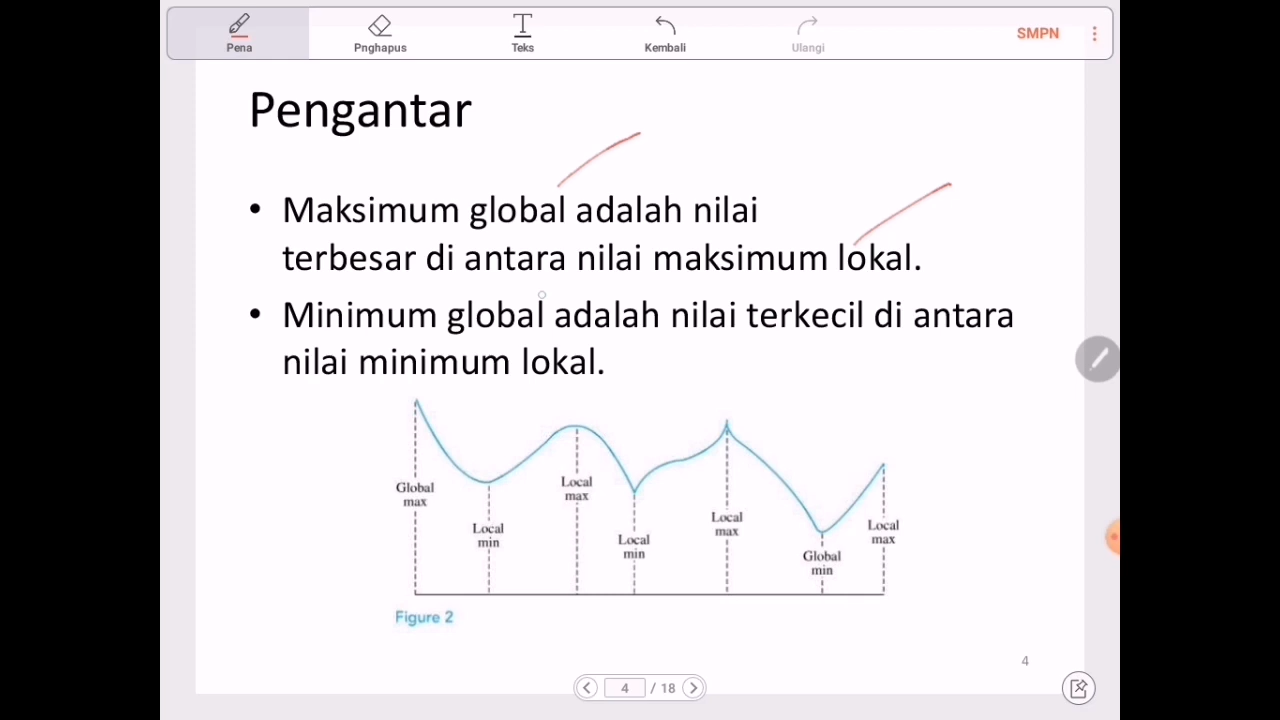 Pena
Pnghapus
Teks
Kembali
Ulangi
SMPN
Pengantar
• Maksimum global adalah nilai
terbesar di antara nilai maksimum lokal.
• Minimum global adalah nilai terkecil di antara
nilai minimum lokal.
Global
max
Local
min
Local
max
Local
min
Local
max
Global
min
Local
max
Figure 2
4
4 / 18